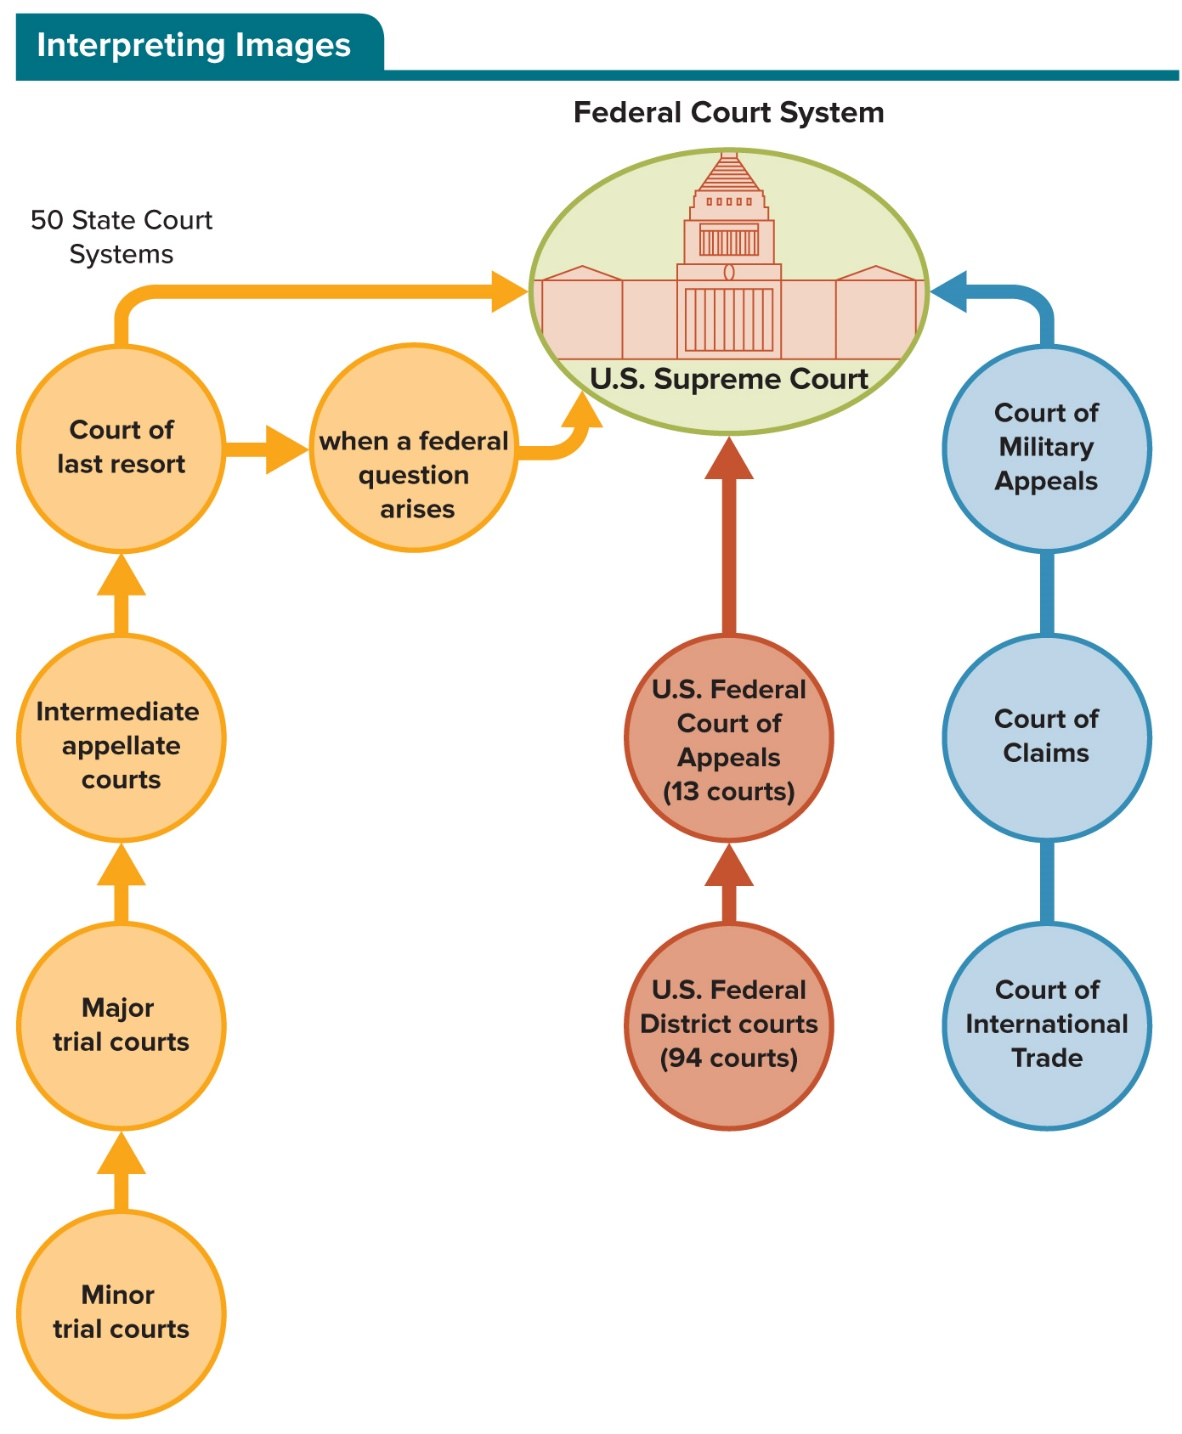 Interpreting Images
Federal Court System
50 State Court
Systems
U.S. Supreme Court
Court of
last resort
when a federal
question
arises
Court of
Military
Appeals
Intermediate
appellate
courts
U.S. Federal
Court of
Appeals
(13 courts)
Court of
Claims
Major
trial courts
U.S. Federal
District courts
(94 courts)
Court of
International
Trade
Minor
trial courts